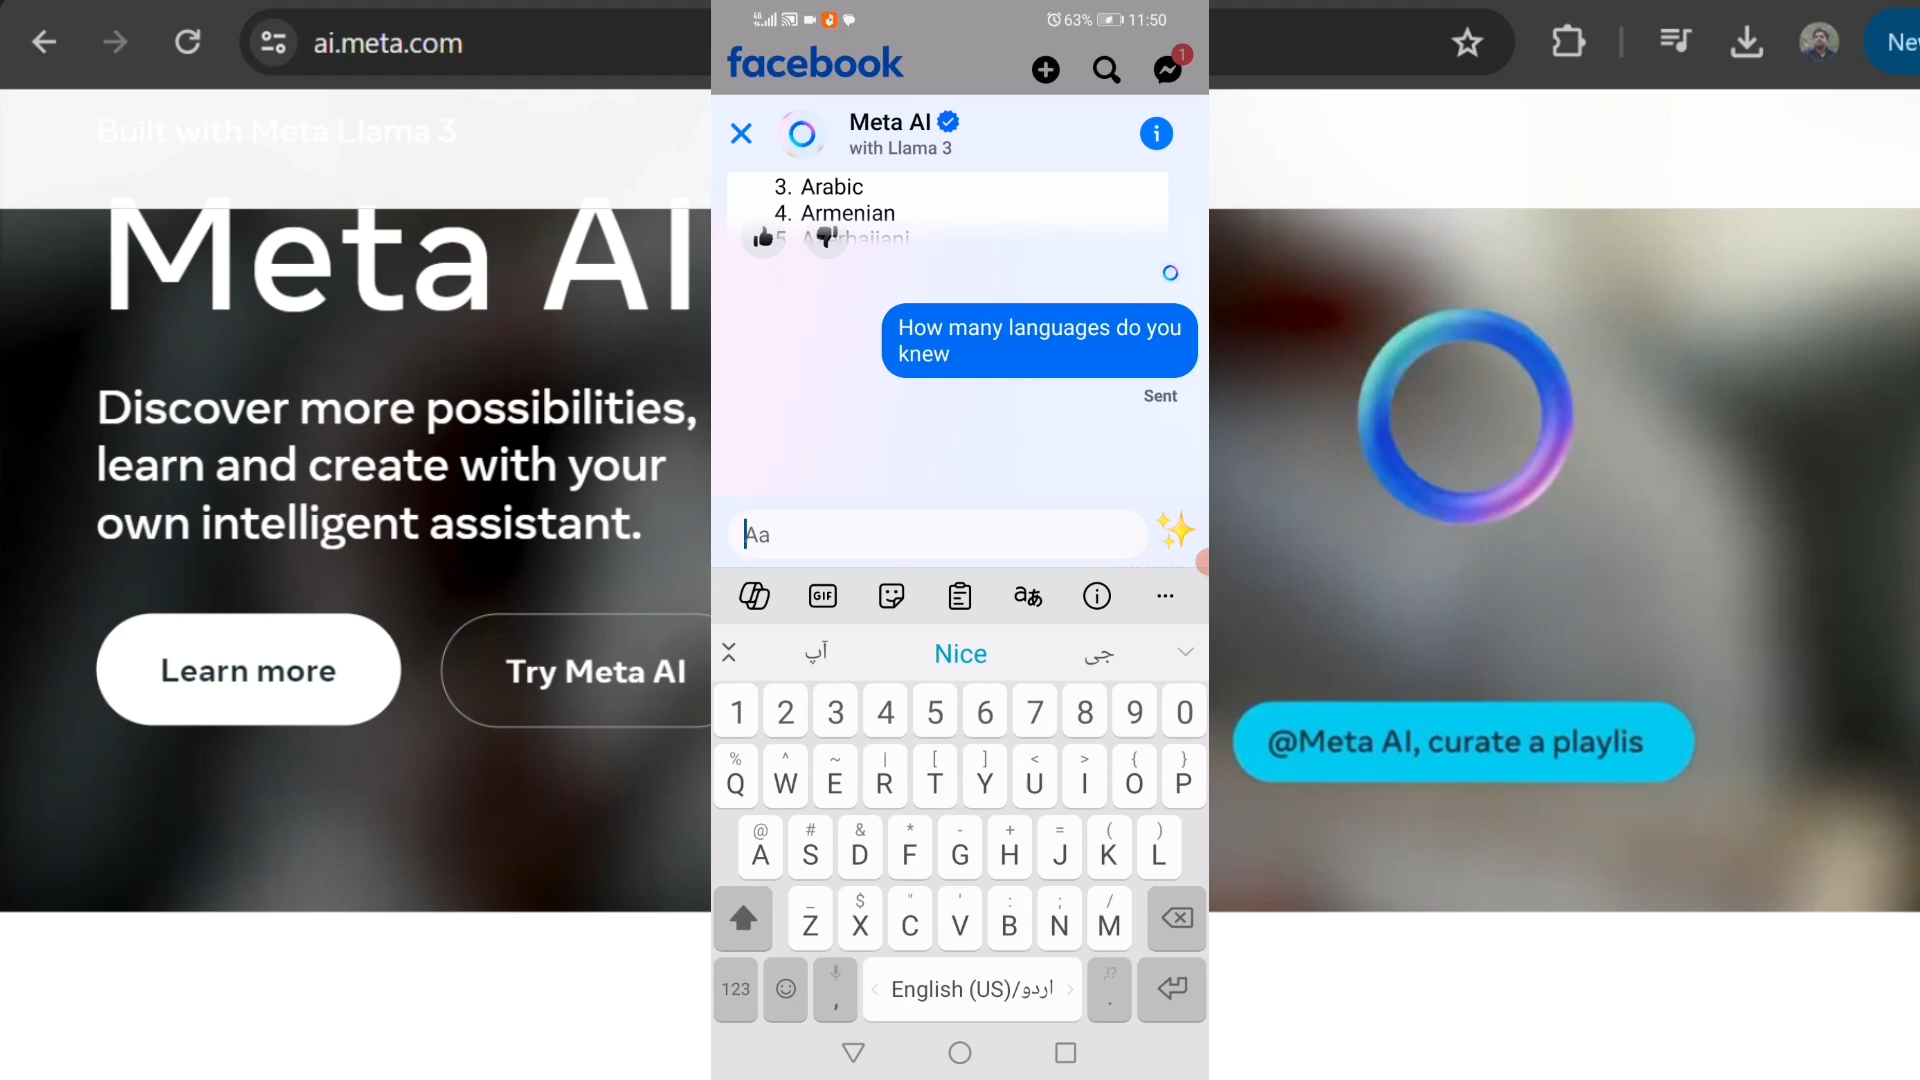 ai.meta.com
New
Built with Meta Llama 3
Meta AI
Discover more possibilities,
learn and create with your
own intelligent assistant.
Learn more
Try Meta AI
@Meta AI, curate a playlis
4G
63%
11:50
facebook
1
Meta AI
with Llama 3
3. Arabic
4. Armenian
How many languages do you
knew
Sent
Aa
GIF
آپ
Nice
جی
1 2 3 4 5 6 7 8 9 0
% ^ ~ | [ ] < > { }
Q W E R T Y U I O P
@ # & * - + = ( )
A S D F G H J K L
_ $ " ' : ; /
Z X C V B N M
,!?
123 , English (US)/اردو .